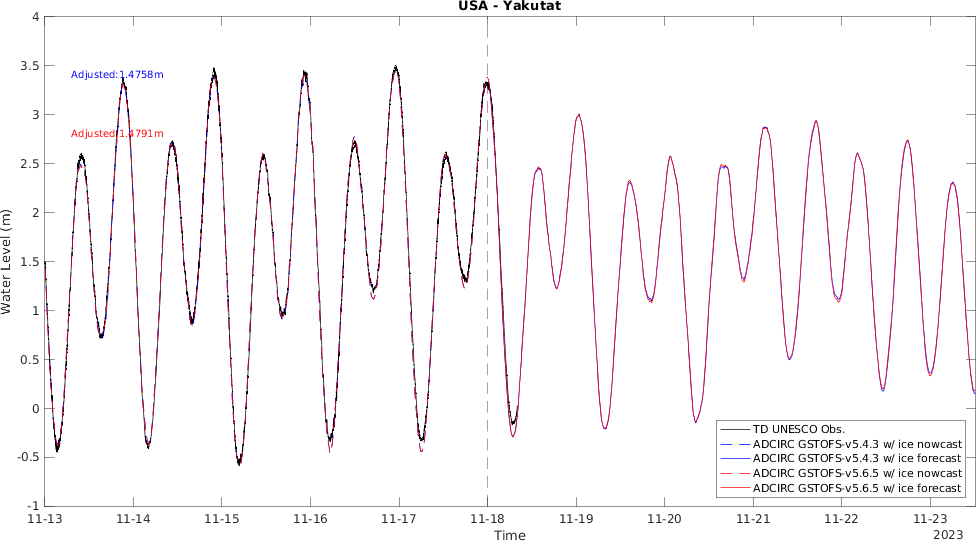 USA - Yakutat
4
3.5
3
2.5
2
1.5
1
0.5
0
-0.5
-1
Water Level (m)
Adjusted:1.4758m
Adjusted:1.4791m
TD UNESCO Obs.
ADCIRC GSTOFS-v5.4.3 w/ ice nowcast
ADCIRC GSTOFS-v5.4.3 w/ ice forecast
ADCIRC GSTOFS-v5.6.5 w/ ice nowcast
ADCIRC GSTOFS-v5.6.5 w/ ice forecast
11-13 11-14 11-15 11-16 11-17 11-18 11-19 11-20 11-21 11-22 11-23
Time
2023